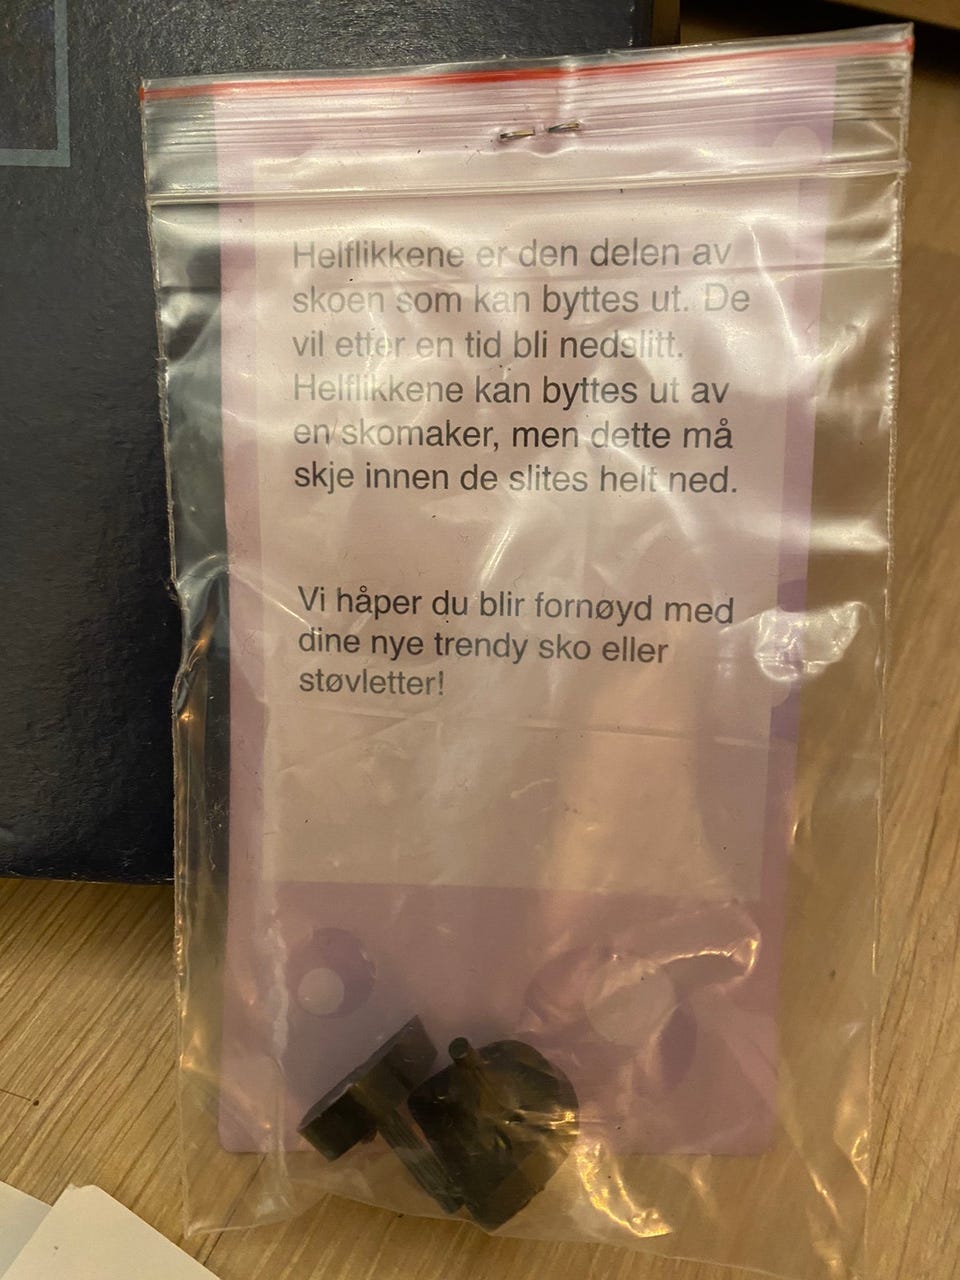 Helflikkene er den delen av
skoen som kan byttes ut. De
vil etter en tid bli nedslitt.
Helflikkene kan byttes ut av
en skomaker, men dette må
skje innen de slites helt ned.
Vi håper du blir fornøyd med
dine nye trendy sko eller
støvletter!